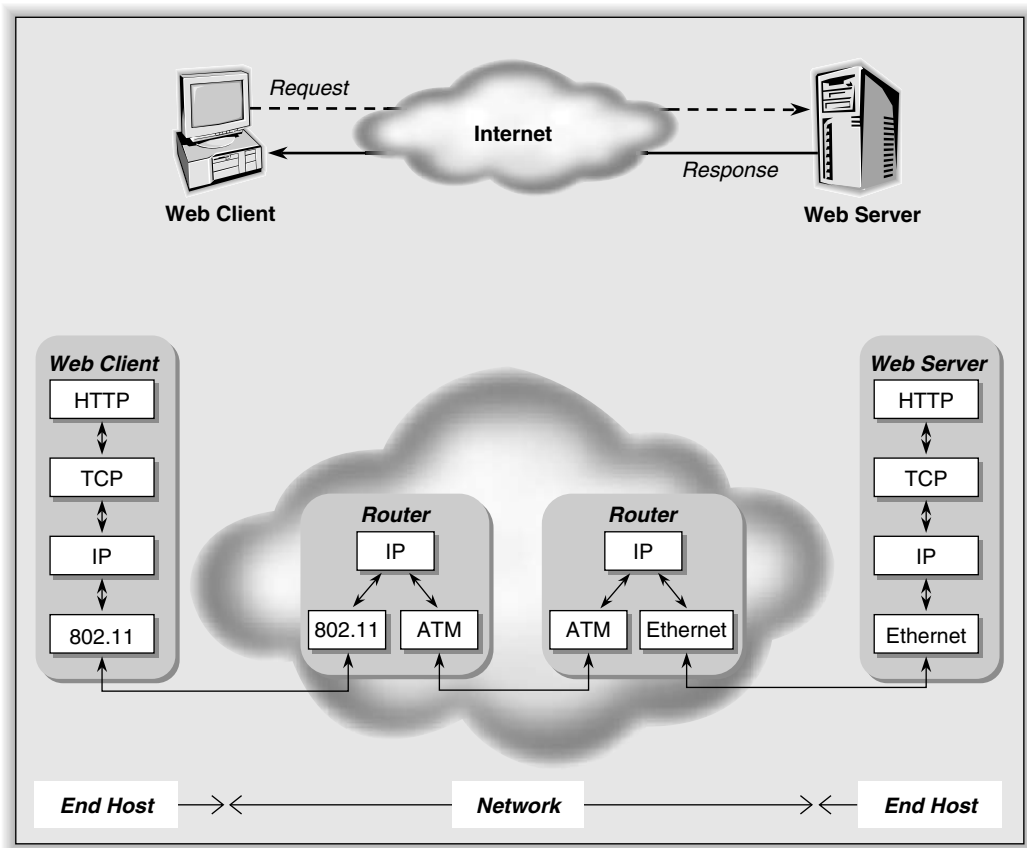 Request
Internet
Response
Web Client
Web Server
Web Client
HTTP
TCP
IP
802.11
Router
IP
802.11
ATM
Router
IP
ATM
Ethernet
Web Server
HTTP
TCP
IP
Ethernet
End Host
Network
End Host